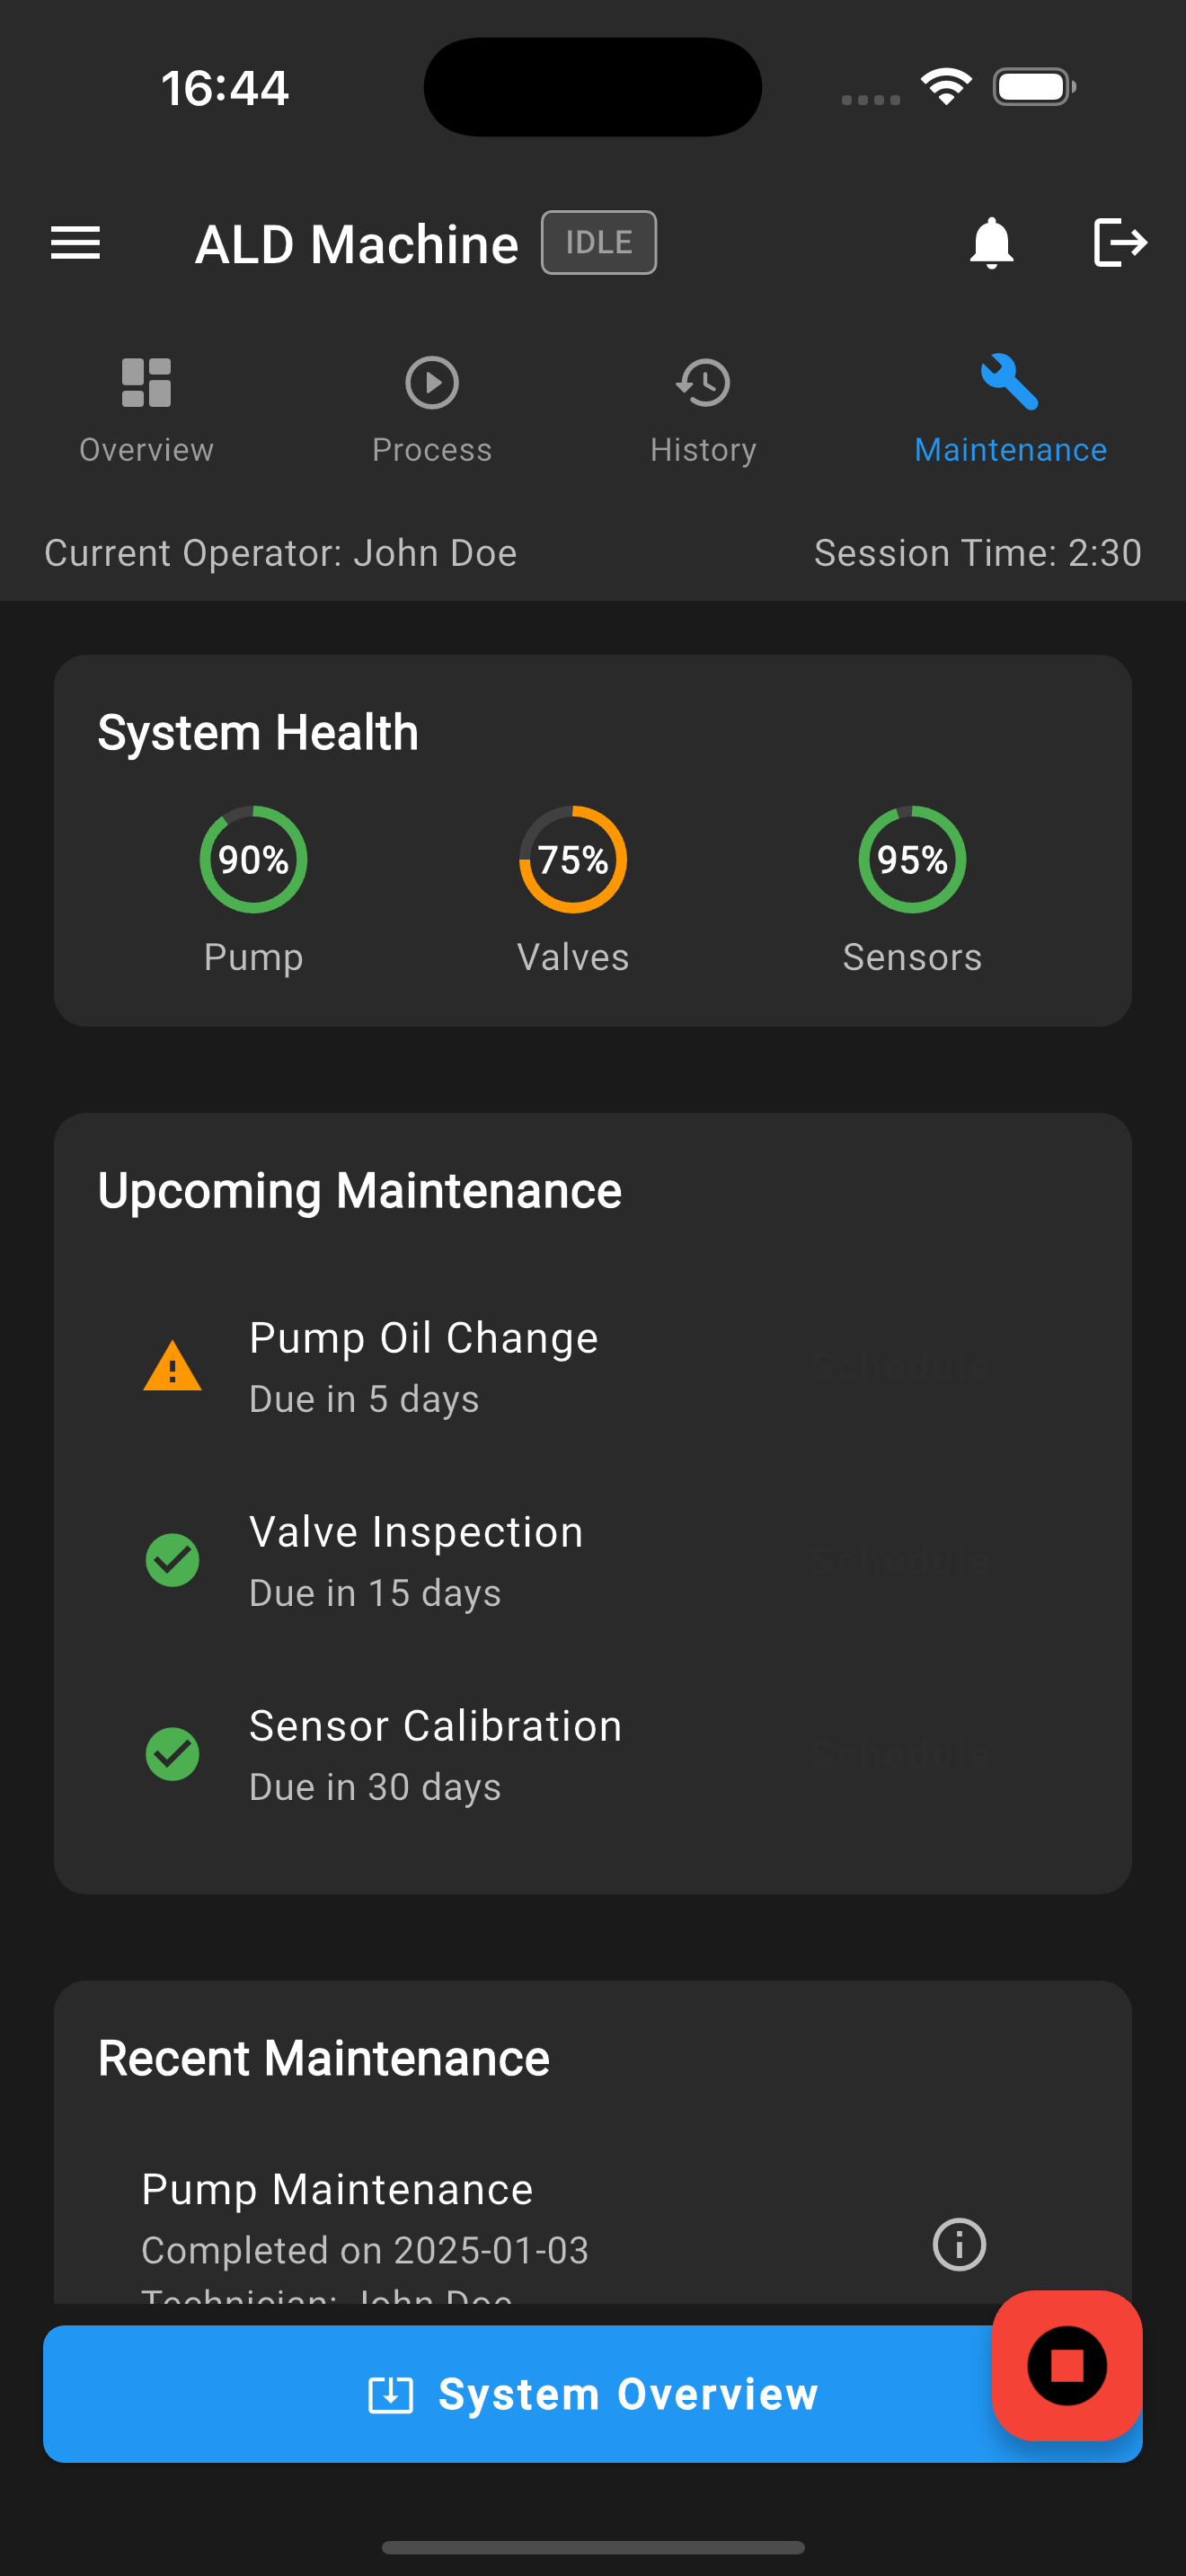 16:44
ALD Machine IDLE
Overview Process History Maintenance
Current Operator: John Doe Session Time: 2:30
System Health
90% 75% 95%
Pump Valves Sensors
Upcoming Maintenance
Pump Oil Change
Schedule
Due in 5 days
Valve Inspection
Schedule
Due in 15 days
Sensor Calibration
Schedule
Due in 30 days
Recent Maintenance
Pump Maintenance
Completed on 2025-01-03
Technician: John Doe
System Overview